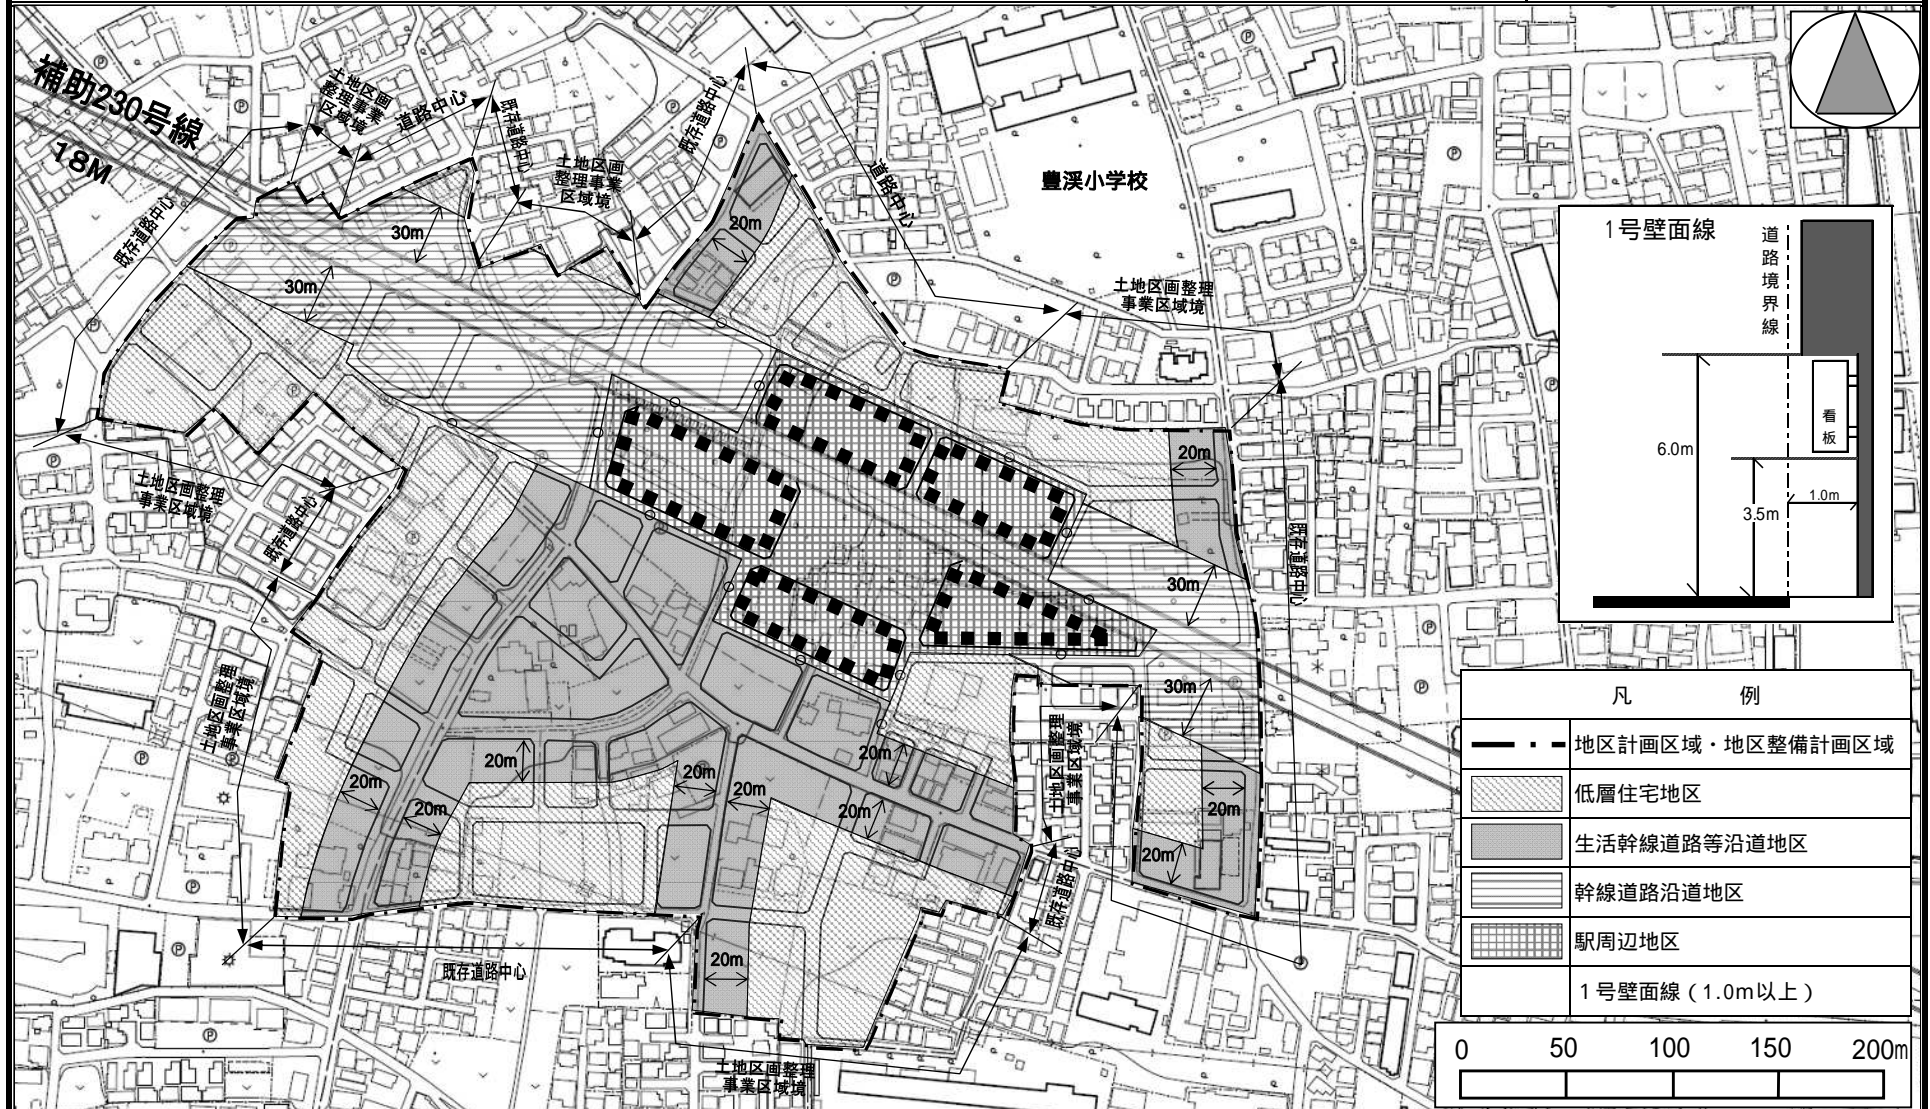 補助230号線
18M
土地区画
整理事業
区域境
道路中心
既存道路中心
土地区画
整理事業
区域境
既存道路中心
道路中心
豊渓小学校
既存道路中心
30m
30m
20m
土地区画整理
事業区域境
20m
土地区画整理
事業区域境
既存道路中心
既存道路中心
30m
土地区画整理
事業区域境
30m
土地区画整理
事業区域境
20m
20m
20m
20m
20m
20m
20m
20m
20m
既存道路中心
既存道路中心
20m
土地区画整理
事業区域境
1号壁面線
道路境界線
看板
6.0m
3.5m
1.0m
凡 例
地区計画区域・地区整備計画区域
低層住宅地区
生活幹線道路等沿道地区
幹線道路沿道地区
駅周辺地区
1号壁面線（1.0m以上）
0 50 100 150 200m